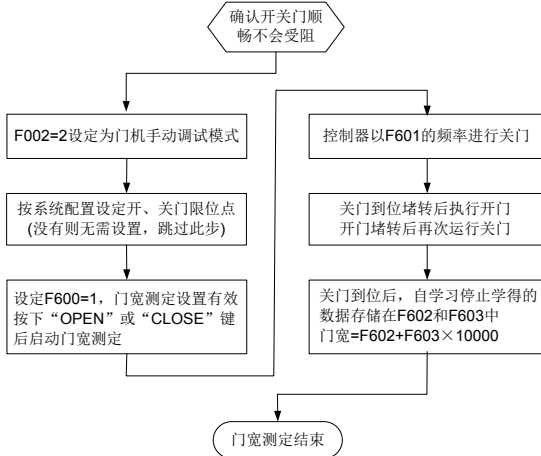 确认开关门顺
畅不会受阻
F002=2设定为门机手动调试模式
按系统配置设定开、关门限位点
(没有则无需设置，跳过此步)
设定F600=1，门宽测定设置有效
按下“OPEN”或“CLOSE”键
后启动门宽测定
控制器以F601的频率进行关门
关门到位堵转后执行开门
开门堵转后再次运行关门
关门到位后，自学习停止学得的
数据存储在F602和F603中
门宽=F602+F603×10000
门宽测定结束